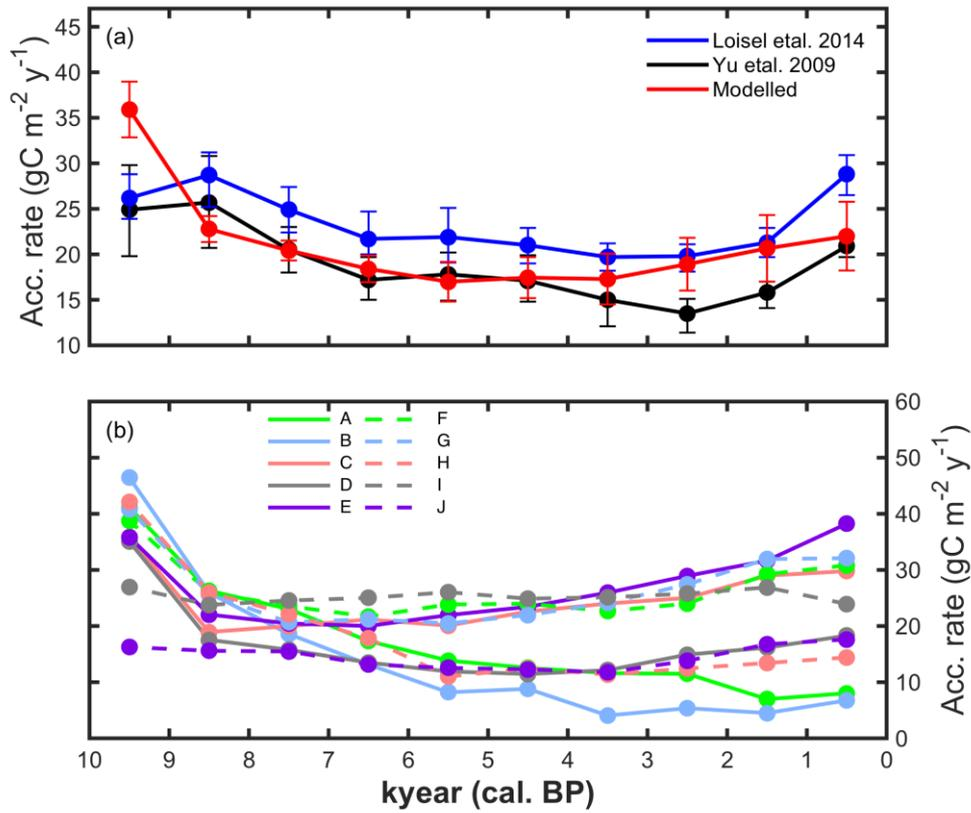 (a)
Loisel etal. 2014
Yu etal. 2009
Modelled
Acc. rate (gC m⁻² y⁻¹)
45
40
35
30
25
20
15
10
(b)
A F
B G
C H
D I
E J
60
50
40
30
20
10
0
Acc. rate (gC m⁻² y⁻¹)
10 9 8 7 6 5 4 3 2 1 0
kyear (cal. BP)